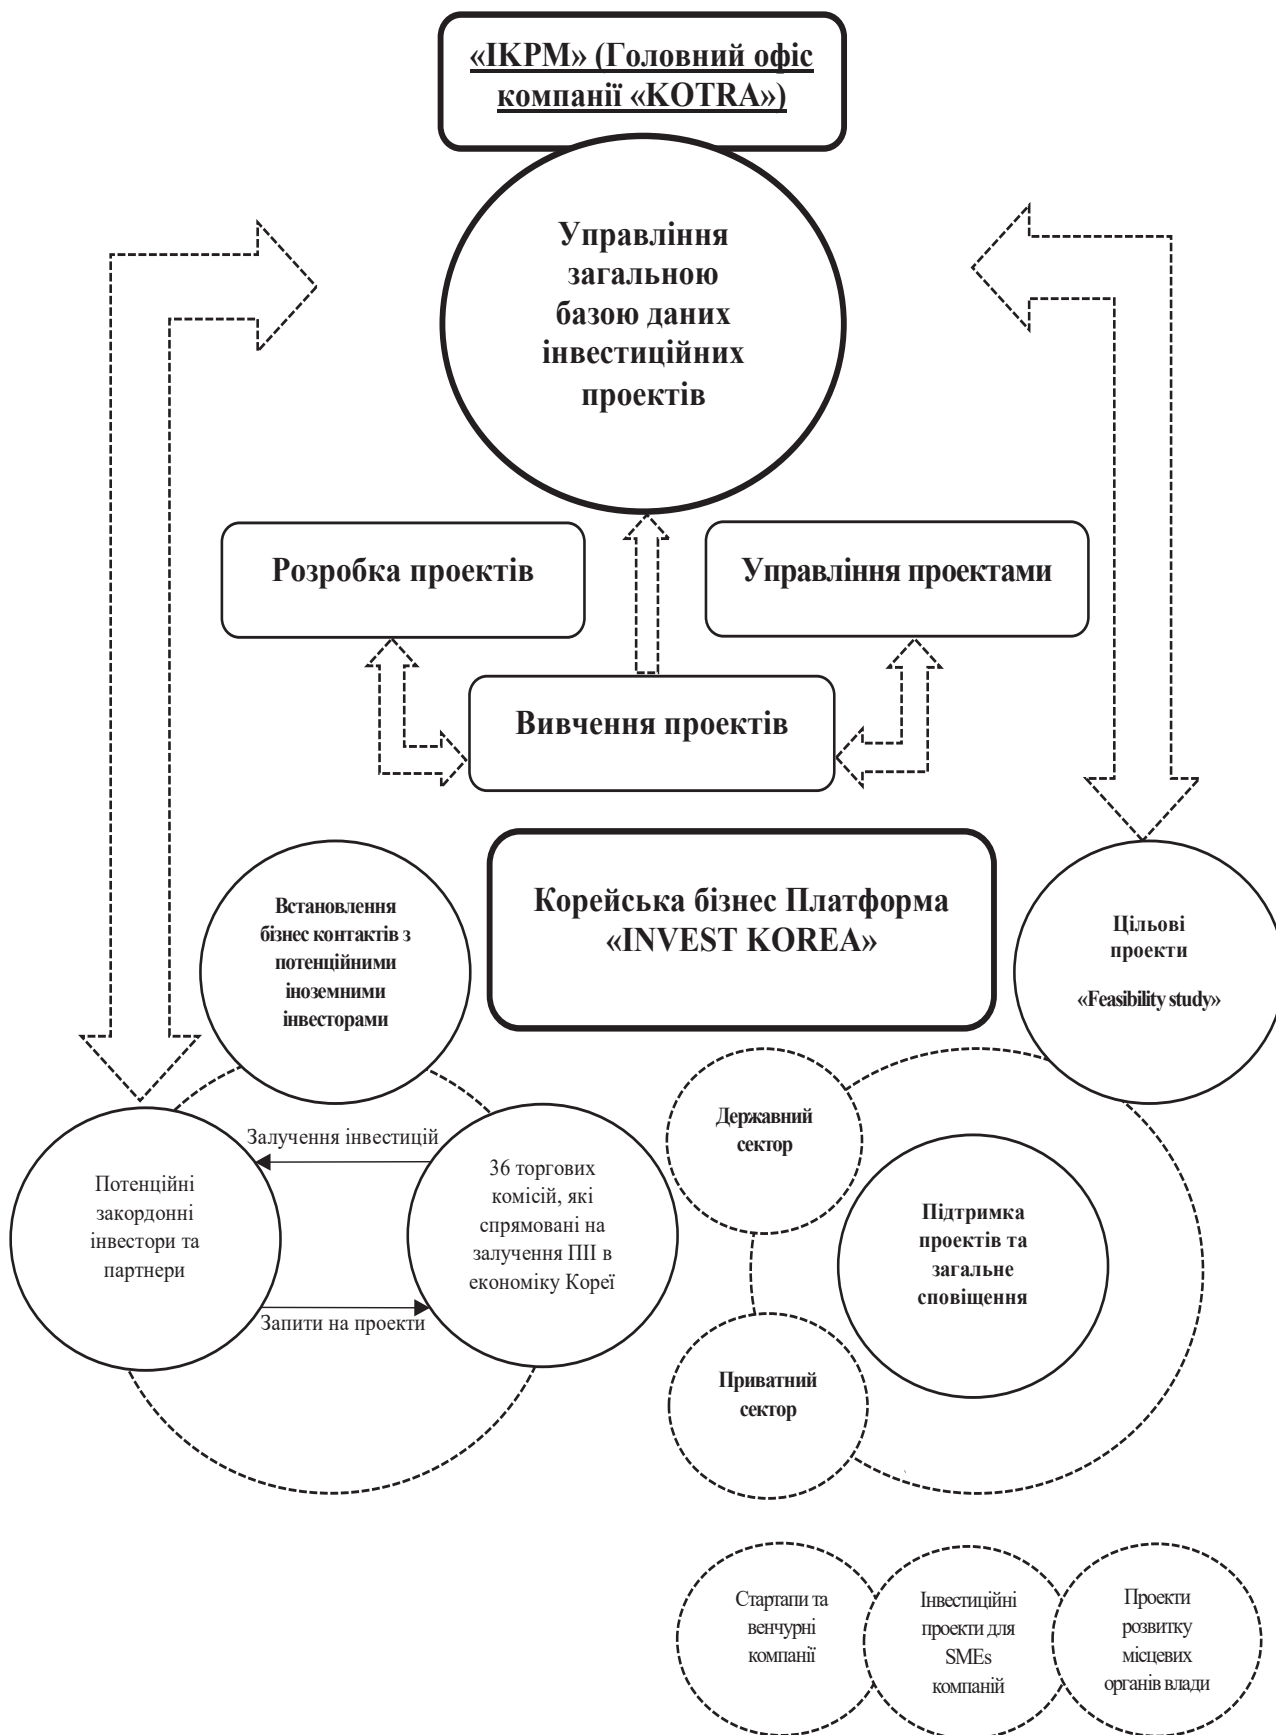 «IKPM» (Головний офіс
компанії «KOTRA»)
Управління
загальною
базою даних
інвестиційних
проектів
Розробка проектів
Управління проектами
Вивчення проектів
Корейська бізнес Платформа
«INVEST KOREA»
Встановлення
бізнес контактів з
потенційними
іноземними
інвесторами
Цільові
проекти
«Feasibility study»
Потенційні
закордонні
інвестори та
партнери
Залучення інвестицій
Запити на проекти
36 торгових
комісій, які
спрямовані на
залучення ПІІ в
економіку Кореї
Державний
сектор
Підтримка
проектів та
загальне
сповіщення
Приватний
сектор
Стартапи та
венчурні
компанії
Інвестиційні
проекти для
SMEs
компаній
Проекти
розвитку
місцевих
органів влади